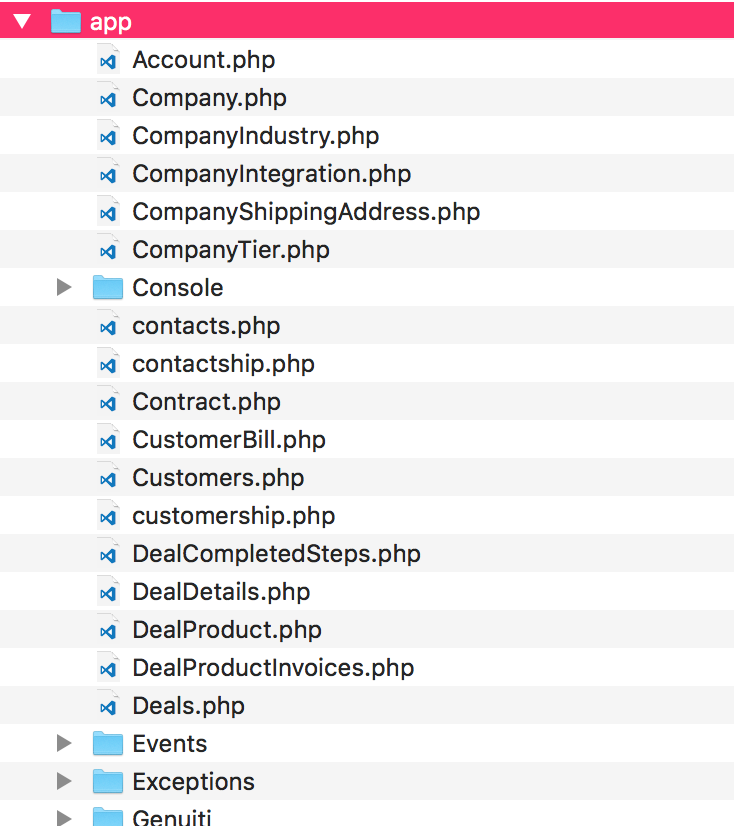 app
Account.php
Company.php
CompanyIndustry.php
CompanyIntegration.php
CompanyShippingAddress.php
CompanyTier.php
Console
contacts.php
contactship.php
Contract.php
CustomerBill.php
Customers.php
customership.php
DealCompletedSteps.php
DealDetails.php
DealProduct.php
DealProductInvoices.php
Deals.php
Events
Exceptions
Genuiti